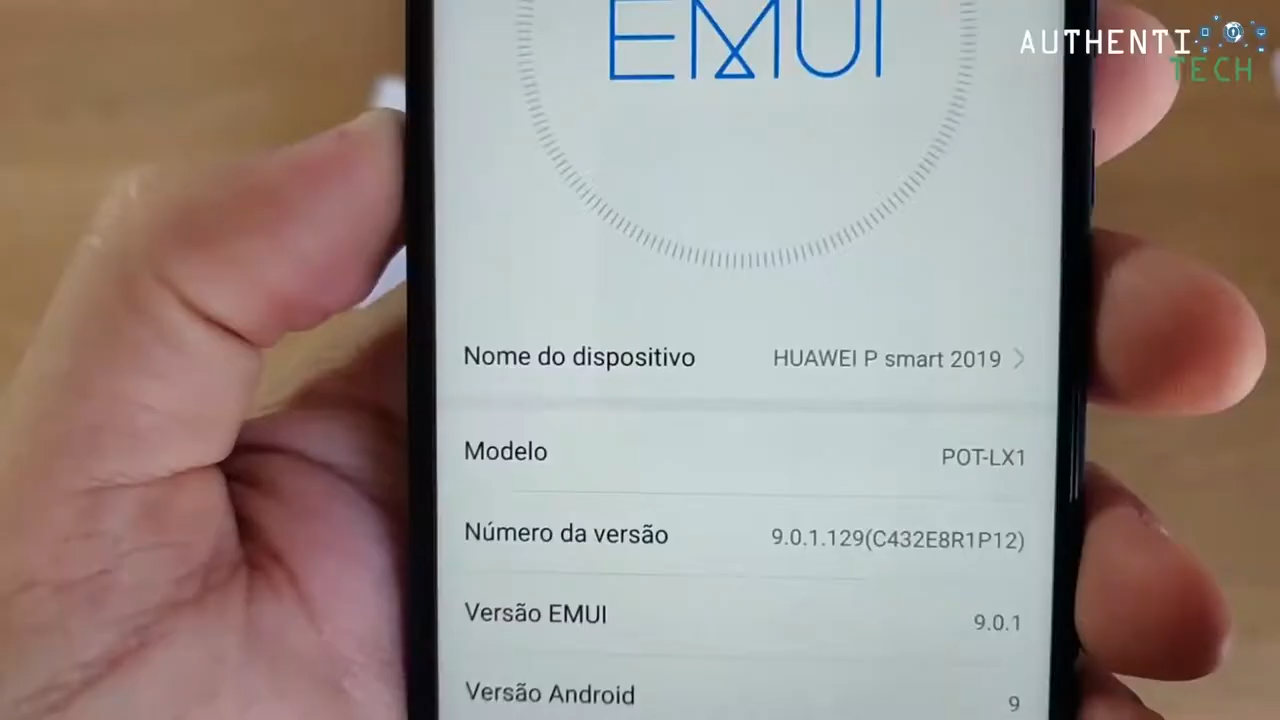 EMUI
AUTHENTI
TECH
Nome do dispositivo HUAWEI P smart 2019
Modelo POT-LX1
Número da versão 9.0.1.129(C432E8R1P12)
Versão EMUI 9.0.1
Versão Android 9